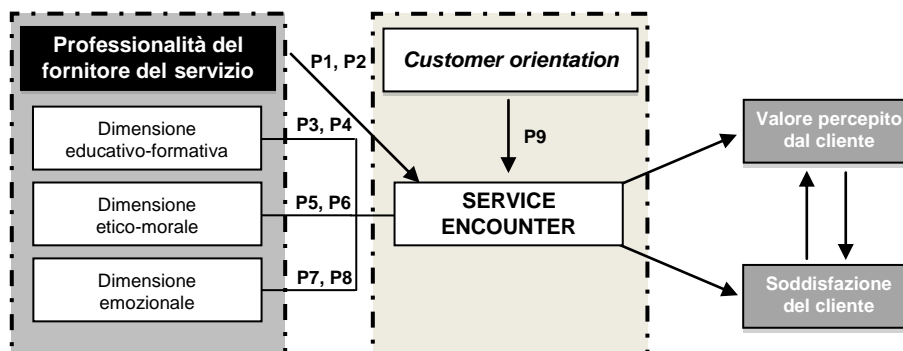 Professionalità del
fornitore del servizio
Dimensione
educativo-formativa
Dimensione
etico-morale
Dimensione
emozionale
P1, P2
P3, P4
P5, P6
P7, P8
Customer orientation
P9
SERVICE
ENCOUNTER
Valore percepito
dal cliente
Soddisfazione
del cliente